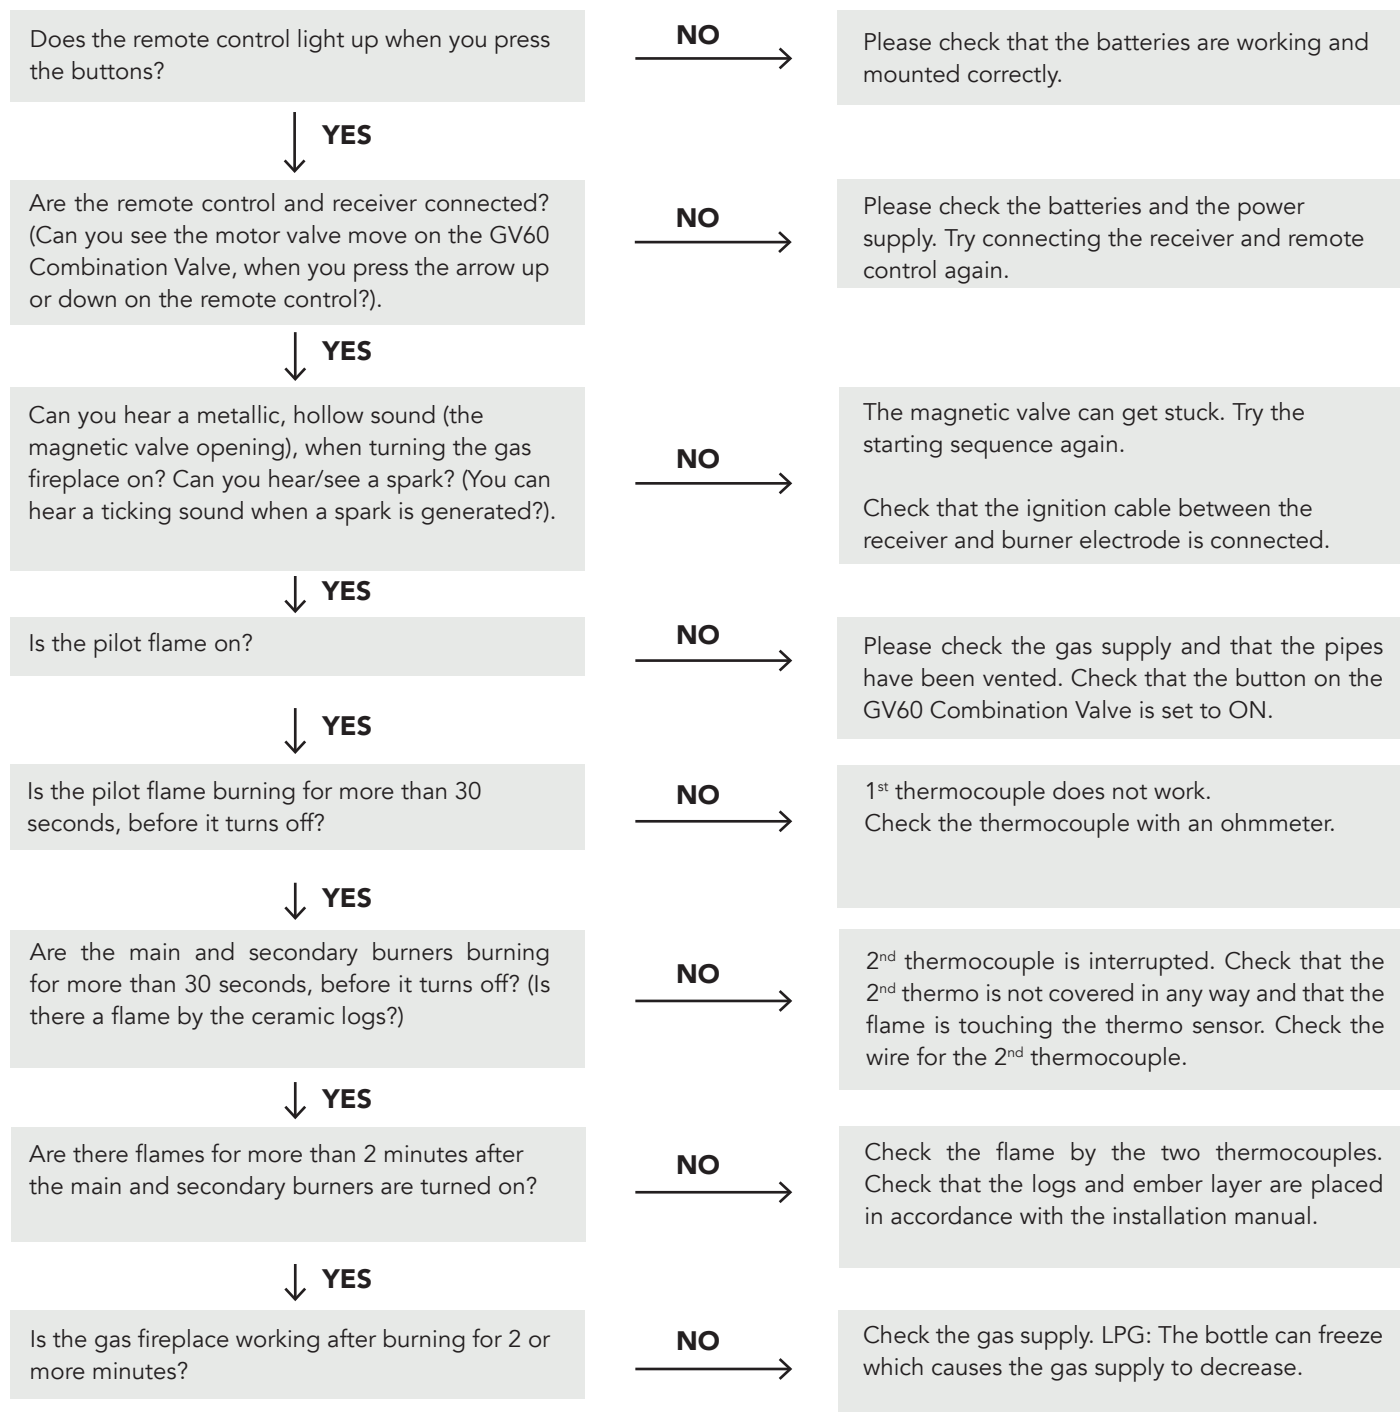 Does the remote control light up when you press
the buttons?
NO
Please check that the batteries are working and
mounted correctly.
YES
Are the remote control and receiver connected?
(Can you see the motor valve move on the GV60
Combination Valve, when you press the arrow up
or down on the remote control?).
NO
Please check the batteries and the power
supply. Try connecting the receiver and remote
control again.
YES
Can you hear a metallic, hollow sound (the
magnetic valve opening), when turning the gas
fireplace on? Can you hear/see a spark? (You can
hear a ticking sound when a spark is generated?).
NO
The magnetic valve can get stuck. Try the
starting sequence again.
Check that the ignition cable between the
receiver and burner electrode is connected.
YES
Is the pilot flame on?
NO
Please check the gas supply and that the pipes
have been vented. Check that the button on the
GV60 Combination Valve is set to ON.
YES
Is the pilot flame burning for more than 30
seconds, before it turns off?
NO
1st thermocouple does not work.
Check the thermocouple with an ohmmeter.
YES
Are the main and secondary burners burning
for more than 30 seconds, before it turns off? (Is
there a flame by the ceramic logs?)
NO
2nd thermocouple is interrupted. Check that the
2nd thermo is not covered in any way and that the
flame is touching the thermo sensor. Check the
wire for the 2nd thermocouple.
YES
Are there flames for more than 2 minutes after
the main and secondary burners are turned on?
NO
Check the flame by the two thermocouples.
Check that the logs and ember layer are placed
in accordance with the installation manual.
YES
Is the gas fireplace working after burning for 2 or
more minutes?
NO
Check the gas supply. LPG: The bottle can freeze
which causes the gas supply to decrease.